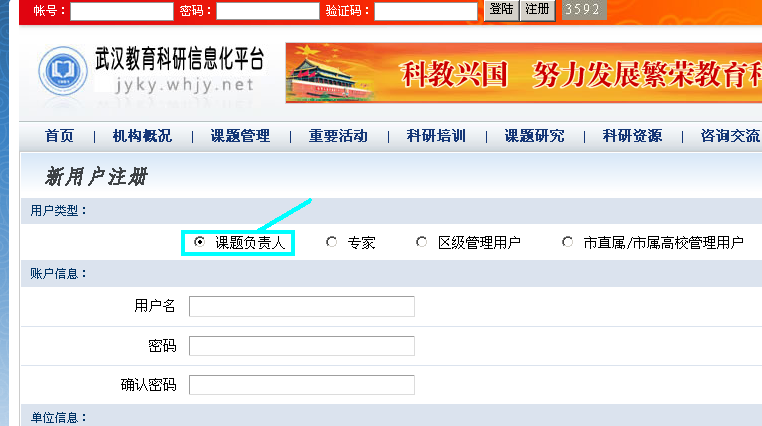 帐号： 密码： 验证码： 登陆 注册 3592
武汉教育科研信息化平台
jyky.whjy.net
科教兴国 努力发展繁荣教育科
首页 | 机构概况 | 课题管理 | 重要活动 | 科研培训 | 课题研究 | 科研资源 | 咨询交流
新用户注册
用户类型：
课题负责人 专家 区级管理用户 市直属/市属高校管理用户
账户信息：
用户名
密码
确认密码
单位信息：